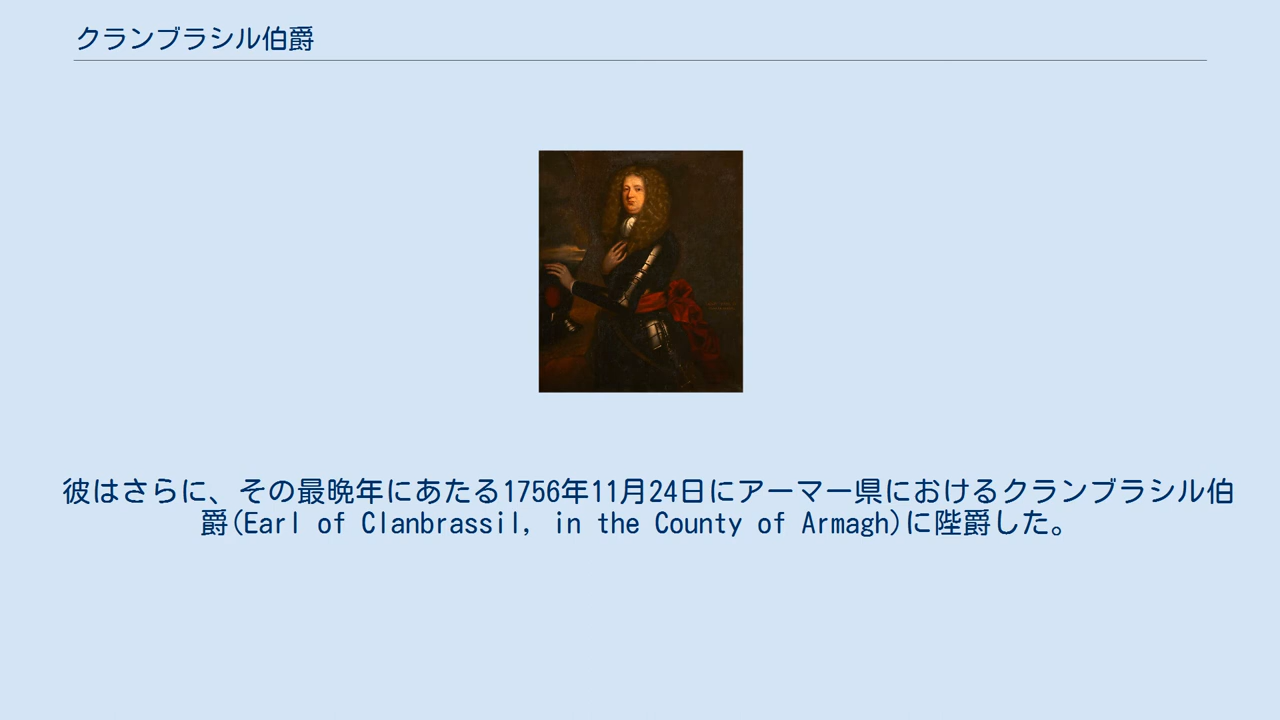 クランブラシル伯爵
彼はさらに、その最晩年にあたる1756年11月24日にアーマー県におけるクランブラシル伯
爵(Earl of Clanbrassil, in the County of Armagh)に陞爵した。